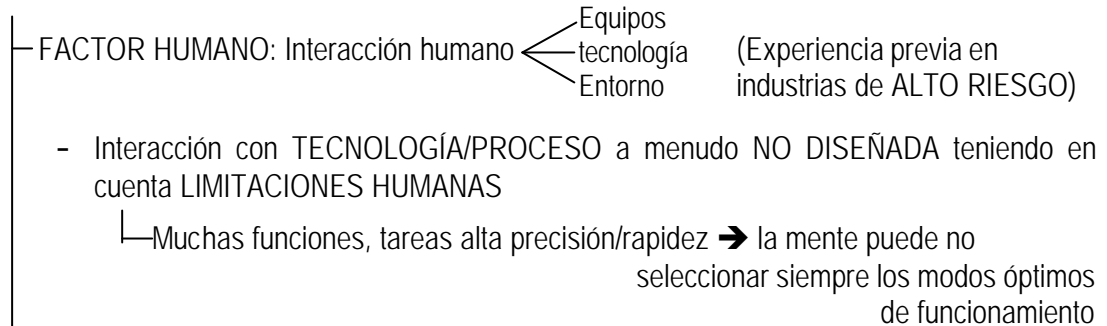 FACTOR HUMANO: Interacción humano
Equipos
tecnología
Entorno
(Experiencia previa en
industrias de ALTO RIESGO)
- Interacción con TECNOLOGÍA/PROCESO a menudo NO DISEÑADA teniendo en
cuenta LIMITACIONES HUMANAS
Muchas funciones, tareas alta precisión/rapidez ➔ la mente puede no
seleccionar siempre los modos óptimos
de funcionamiento